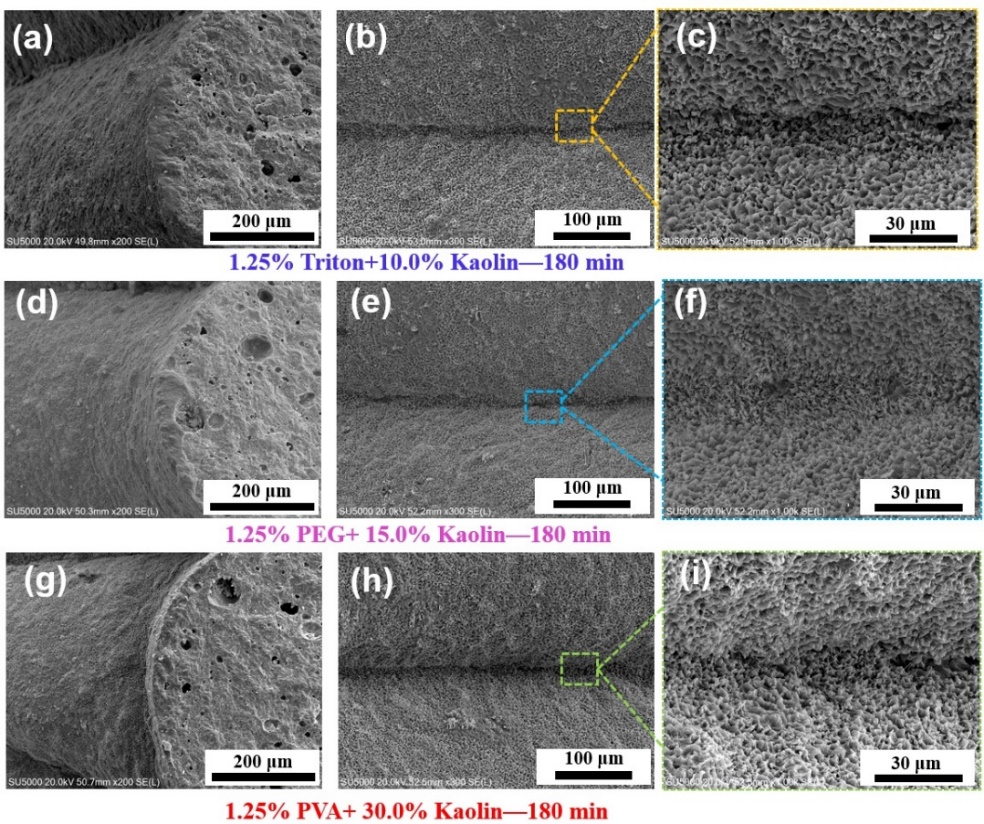 (a) (b) (c)
200 μm 100 μm 30 μm
SU5000 20.0kV 49.8mm x200 SE(L) SU5000 20.0kV 53.0mm x300 SE(L) SU5000 20.0kV 52.9mm x1.00k SE(L)
1.25% Triton+10.0% Kaolin—180 min
(d) (e) (f)
200 μm 100 μm 30 μm
SU5000 20.0kV 50.3mm x200 SE(L) SU5000 20.0kV 52.2mm x300 SE(L) SU5000 20.0kV 52.2mm x1.00k SE(L)
1.25% PEG+ 15.0% Kaolin—180 min
(g) (h) (i)
200 μm 100 μm 30 μm
SU5000 20.0kV 50.7mm x200 SE(L) SU5000 20.0kV 52.5mm x300 SE(L) SU5000 20.0kV x1.00k SE(L)
1.25% PVA+ 30.0% Kaolin—180 min